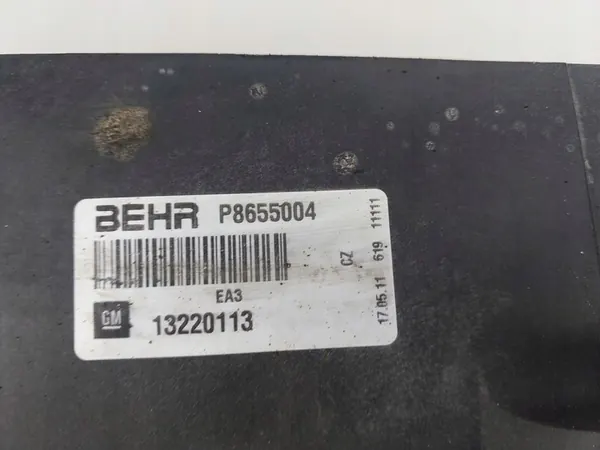 BEHR P8655004
EA3
GM 13220113
CZ
17.05.11 619 11111